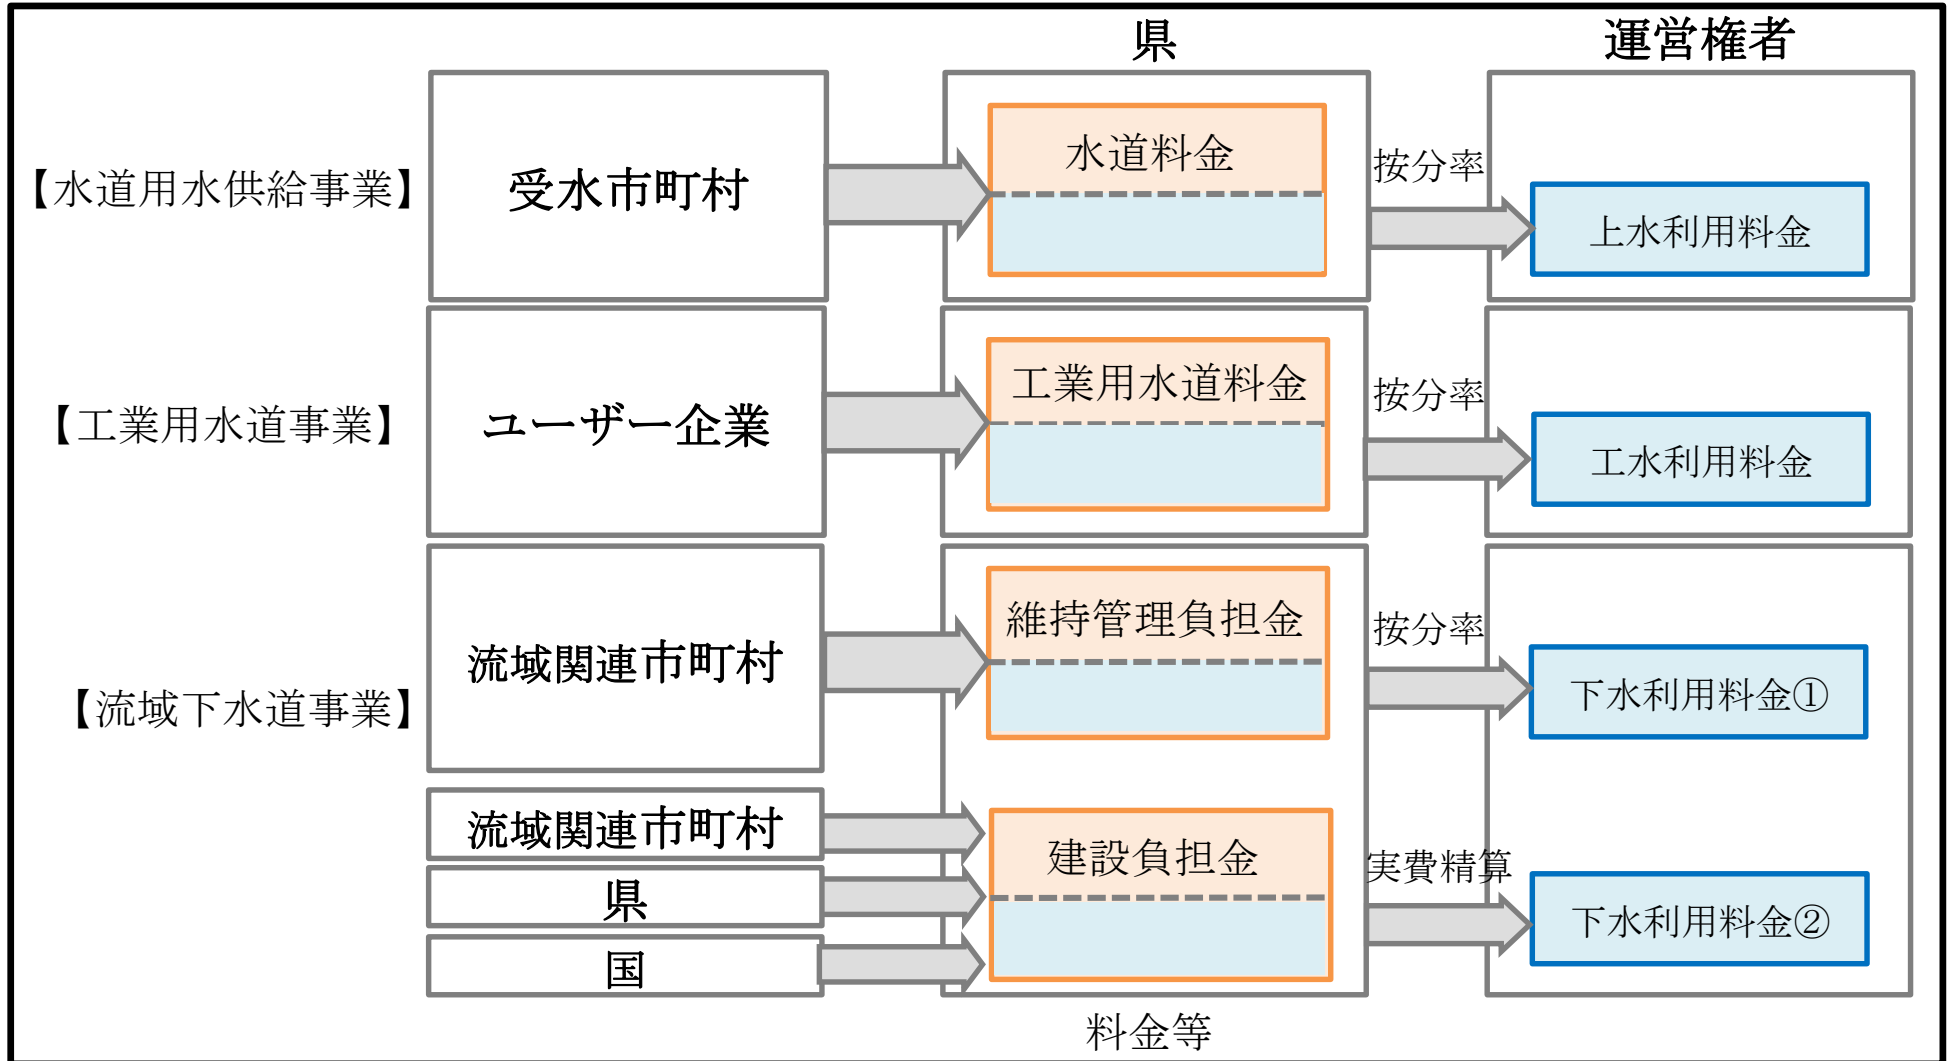 県
運営権者
【水道用水供給事業】
受水市町村
水道料金
按分率
上水利用料金
【工業用水道事業】
ユーザー企業
工業用水道料金
按分率
工水利用料金
【流域下水道事業】
流域関連市町村
維持管理負担金
按分率
下水利用料金①
流域関連市町村
県
国
建設負担金
実費精算
下水利用料金②
料金等